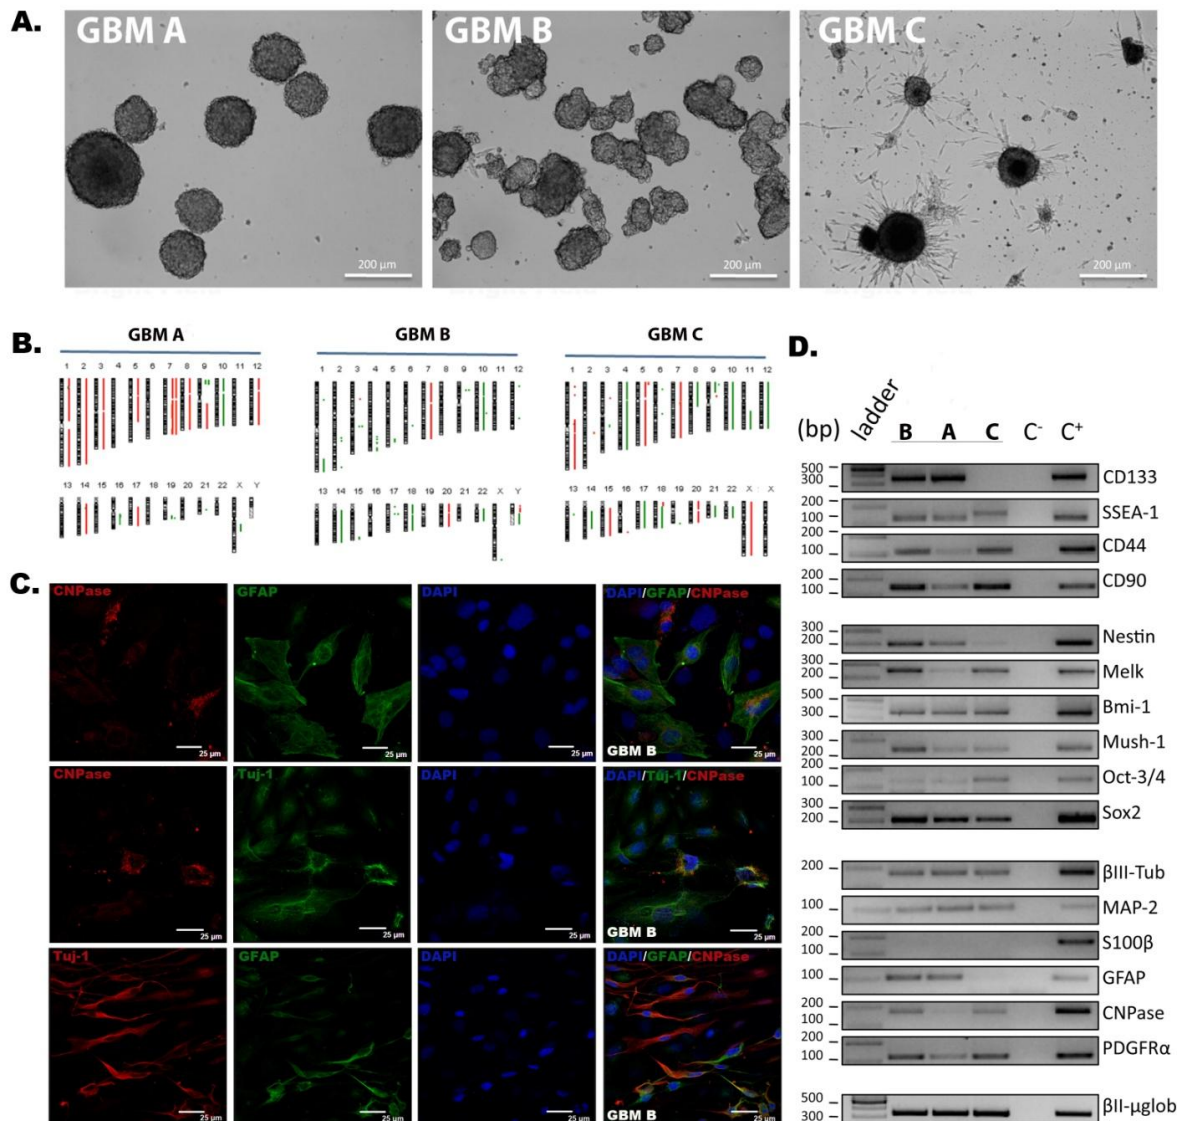 A.
GBM A
GBM B
GBM C
200 µm
200 µm
200 µm
B.
GBM A
GBM B
GBM C
1 2 3 4 5 6 7 8 9 10 11 12
1 2 3 4 5 6 7 8 9 10 11 12
1 2 3 4 5 6 7 8 9 10 11 12
13 14 15 16 17 18 19 20 21 22 X Y
13 14 15 16 17 18 19 20 21 22 X Y
13 14 15 16 17 18 19 20 21 22 X X
C.
CNPase
GFAP
DAPI
DAPI/GFAP/CNPase
25 µm
25 µm
25 µm
25 µm
GBM B
CNPase
Tuj-1
DAPI
DAPI/Tuj-1/CNPase
25 µm
25 µm
25 µm
25 µm
GBM B
Tuj-1
GFAP
DAPI
DAPI/GFAP/CNPase
25 µm
25 µm
25 µm
25 µm
GBM B
D.
(bp) ladder B A C C- C+
500
300
CD133
200
100
SSEA-1
100
CD44
200
100
CD90
300
200
Nestin
300
200
Melk
500
300
Bmi-1
300
200
Mush-1
200
100
Oct-3/4
300
200
Sox2
200
βIII-Tub
100
MAP-2
200
100
S100β
100
GFAP
200
100
CNPase
200
100
PDGFRα
500
300
βII-µglob